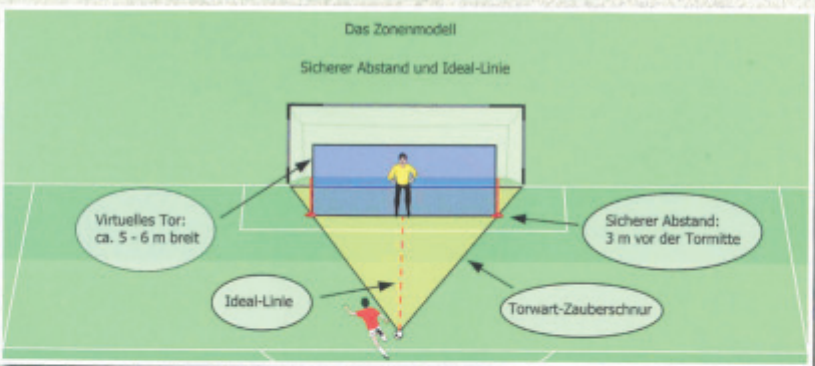 Das Zonenmodell
Sicherer Abstand und Ideal-Linie
Virtuelles Tor:
ca. 5 - 6 m breit
Sicherer Abstand:
3 m vor der Tormitte
Ideal-Linie
Torwart-Zauberschnur